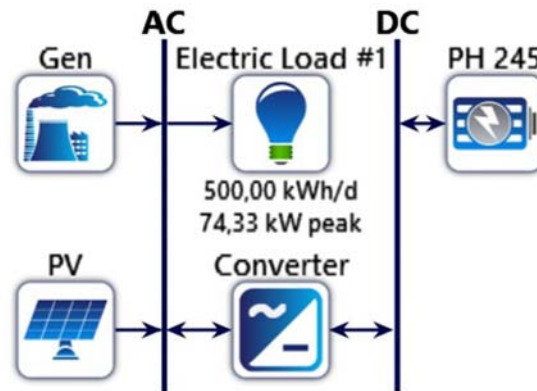 AC
DC
Gen
Electric Load #1
PH 245
500,00 kWh/d
74,33 kW peak
PV
Converter